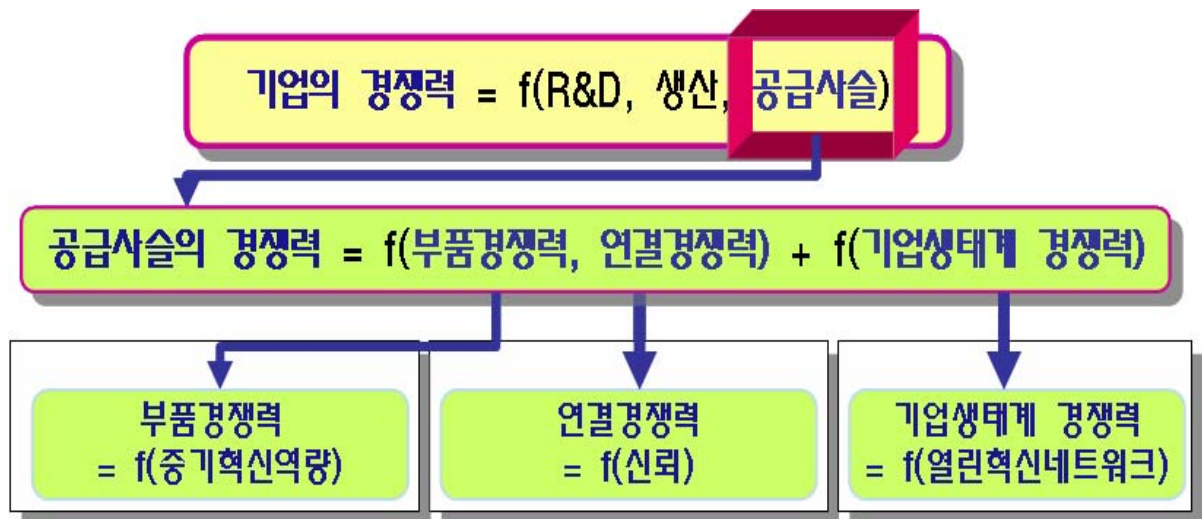 기업의 경쟁력 = f(R&D, 생산, 공급사슬)
공급사슬의 경쟁력 = f(부품경쟁력, 연결경쟁력) + f(기업생태계 경쟁력)
부품경쟁력
= f(중기혁신역량)
연결경쟁력
= f(신뢰)
기업생태계 경쟁력
= f(열린혁신네트워크)